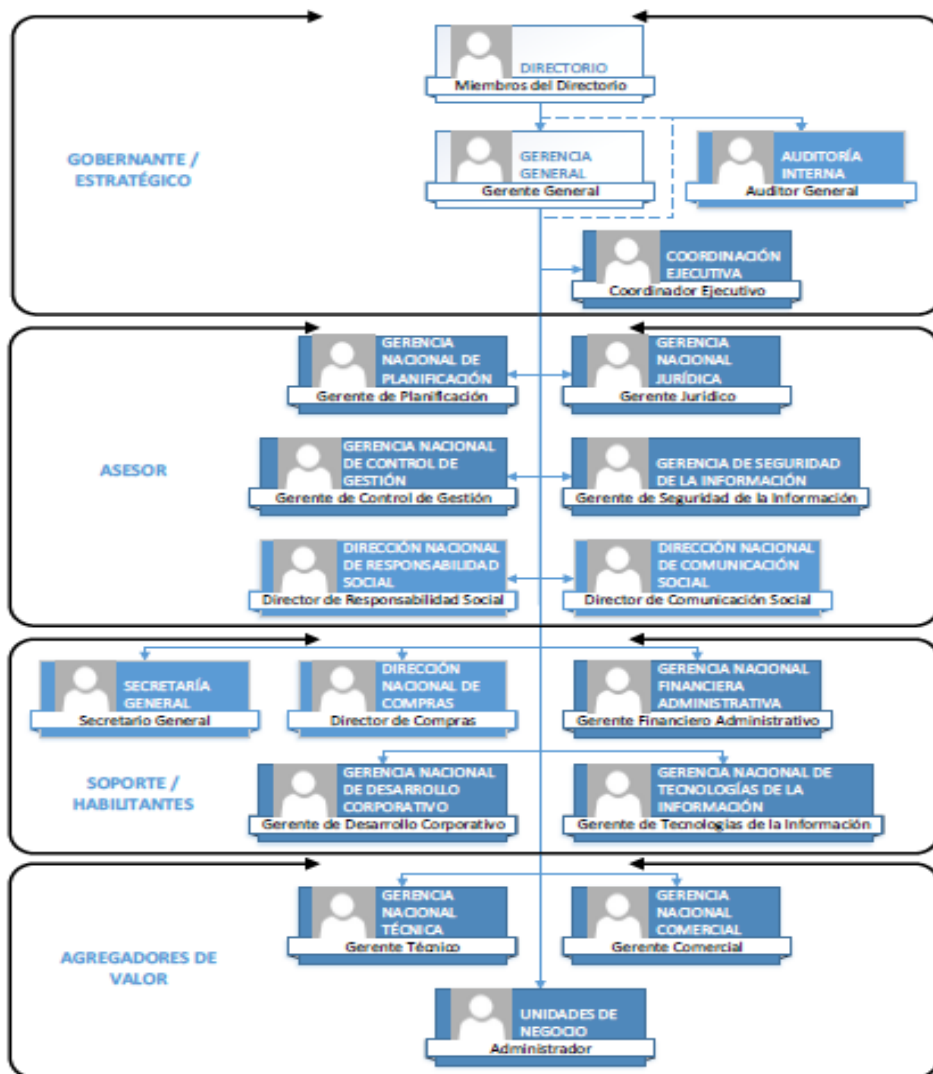 DIRECTORIO
Miembros del Directorio
GOBERNANTE /
ESTRATÉGICO
GERENCIA
GENERAL
Gerente General
AUDITORÍA
INTERNA
Auditor General
COORDINACIÓN
EJECUTIVA
Coordinador Ejecutivo
GERENCIA
NACIONAL DE
PLANIFICACIÓN
Gerente de Planificación
GERENCIA
NACIONAL
JURÍDICA
Gerente Jurídico
ASESOR
GERENCIA NACIONAL
DE CONTROL DE
GESTIÓN
Gerente de Control de Gestión
GERENCIA DE SEGURIDAD
DE LA INFORMACIÓN
Gerente de Seguridad de la Información
DIRECCIÓN NACIONAL
DE RESPONSABILIDAD
SOCIAL
Director de Responsabilidad Social
DIRECCIÓN NACIONAL
DE COMUNICACIÓN
SOCIAL
Director de Comunicación Social
SECRETARÍA
GENERAL
Secretario General
DIRECCIÓN
NACIONAL DE
COMPRAS
Director de Compras
GERENCIA NACIONAL
FINANCIERA
ADMINISTRATIVA
Gerente Financiero Administrativo
SOPORTE /
HABILITANTES
GERENCIA NACIONAL
DE DESARROLLO
CORPORATIVO
Gerente de Desarrollo Corporativo
GERENCIA NACIONAL DE
TECNOLOGÍAS DE LA
INFORMACIÓN
Gerente de Tecnologías de la Información
GERENCIA
NACIONAL
TÉCNICA
Gerente Técnico
GERENCIA
NACIONAL
COMERCIAL
Gerente Comercial
AGREGADORES DE
VALOR
UNIDADES DE
NEGOCIO
Administrador